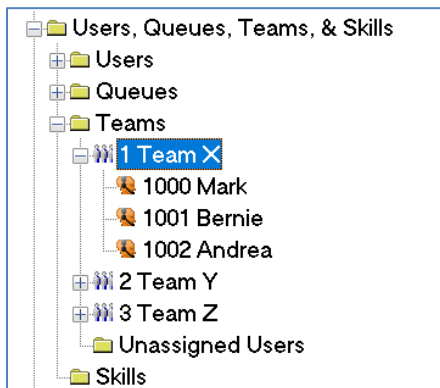 Users, Queues, Teams, & Skills
Users
Queues
Teams
1 Team X
1000 Mark
1001 Bernie
1002 Andrea
2 Team Y
3 Team Z
Unassigned Users
Skills